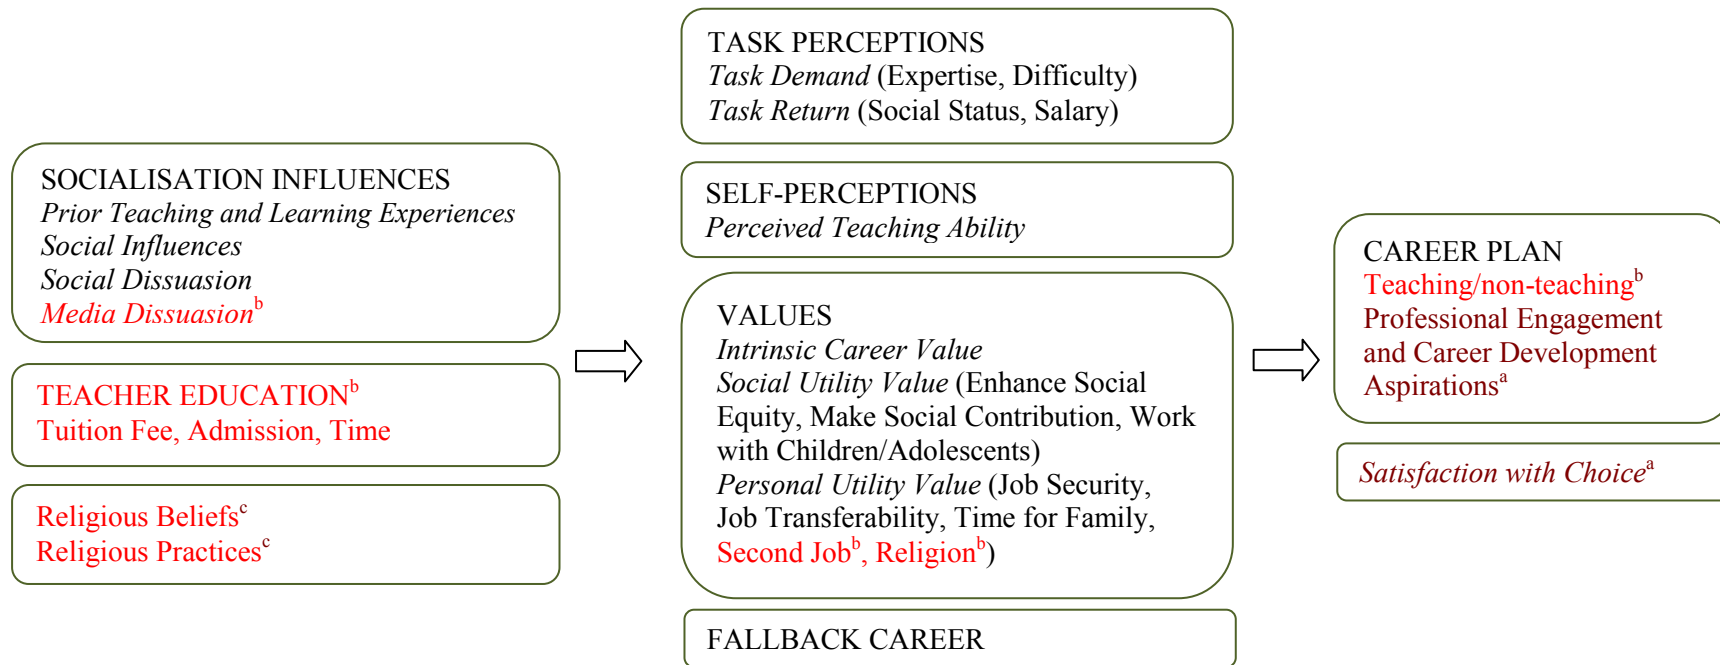 SOCIALISATION INFLUENCES
Prior Teaching and Learning Experiences
Social Influences
Social Dissuasion
Media Dissuasionᵇ
TEACHER EDUCATIONᵇ
Tuition Fee, Admission, Time
Religious Beliefsᶜ
Religious Practicesᶜ
TASK PERCEPTIONS
Task Demand (Expertise, Difficulty)
Task Return (Social Status, Salary)
SELF-PERCEPTIONS
Perceived Teaching Ability
VALUES
Intrinsic Career Value
Social Utility Value (Enhance Social
Equity, Make Social Contribution, Work
with Children/Adolescents)
Personal Utility Value (Job Security,
Job Transferability, Time for Family,
Second Jobᵇ, Religionᵇ)
FALLBACK CAREER
CAREER PLAN
Teaching/non-teachingᵇ
Professional Engagement
and Career Development
Aspirationsᵃ
Satisfaction with Choiceᵃ